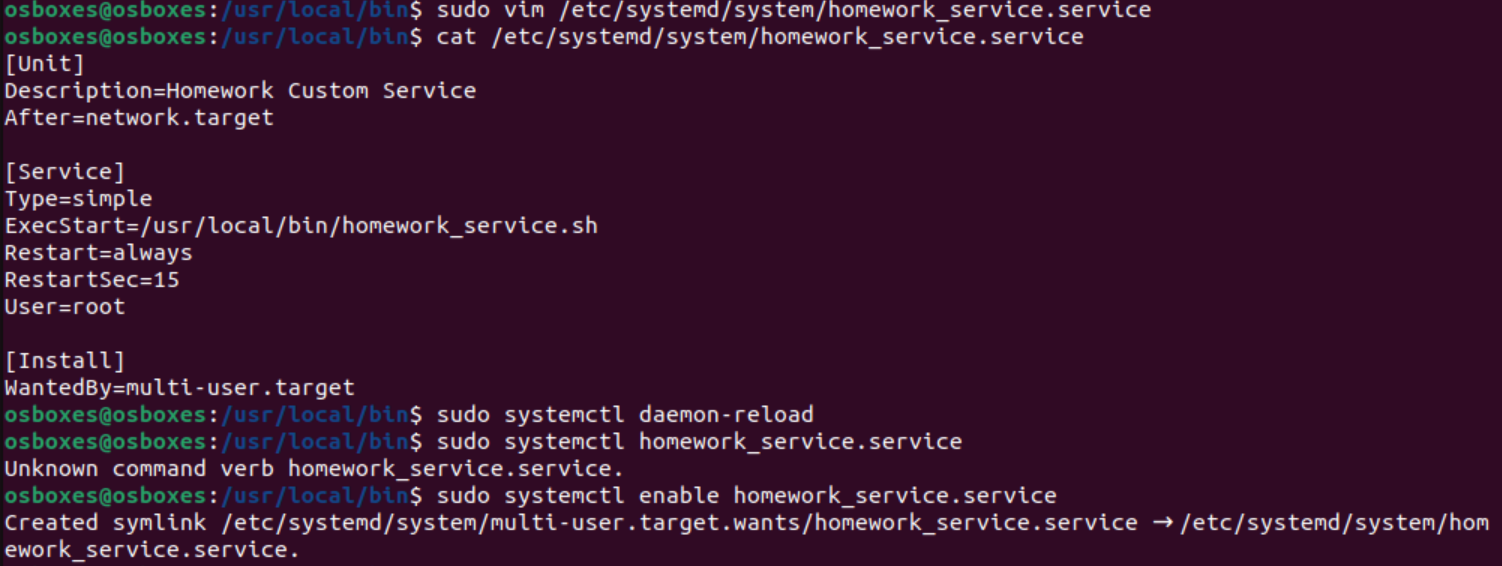 osboxes@osboxes:/usr/local/bin$ sudo vim /etc/systemd/system/homework_service.service
osboxes@osboxes:/usr/local/bin$ cat /etc/systemd/system/homework_service.service
[Unit]
Description=Homework Custom Service
After=network.target

[Service]
Type=simple
ExecStart=/usr/local/bin/homework_service.sh
Restart=always
RestartSec=15
User=root

[Install]
WantedBy=multi-user.target
osboxes@osboxes:/usr/local/bin$ sudo systemctl daemon-reload
osboxes@osboxes:/usr/local/bin$ sudo systemctl homework_service.service
Unknown command verb homework_service.service.
osboxes@osboxes:/usr/local/bin$ sudo systemctl enable homework_service.service
Created symlink /etc/systemd/system/multi-user.target.wants/homework_service.service → /etc/systemd/system/hom
ework_service.service.